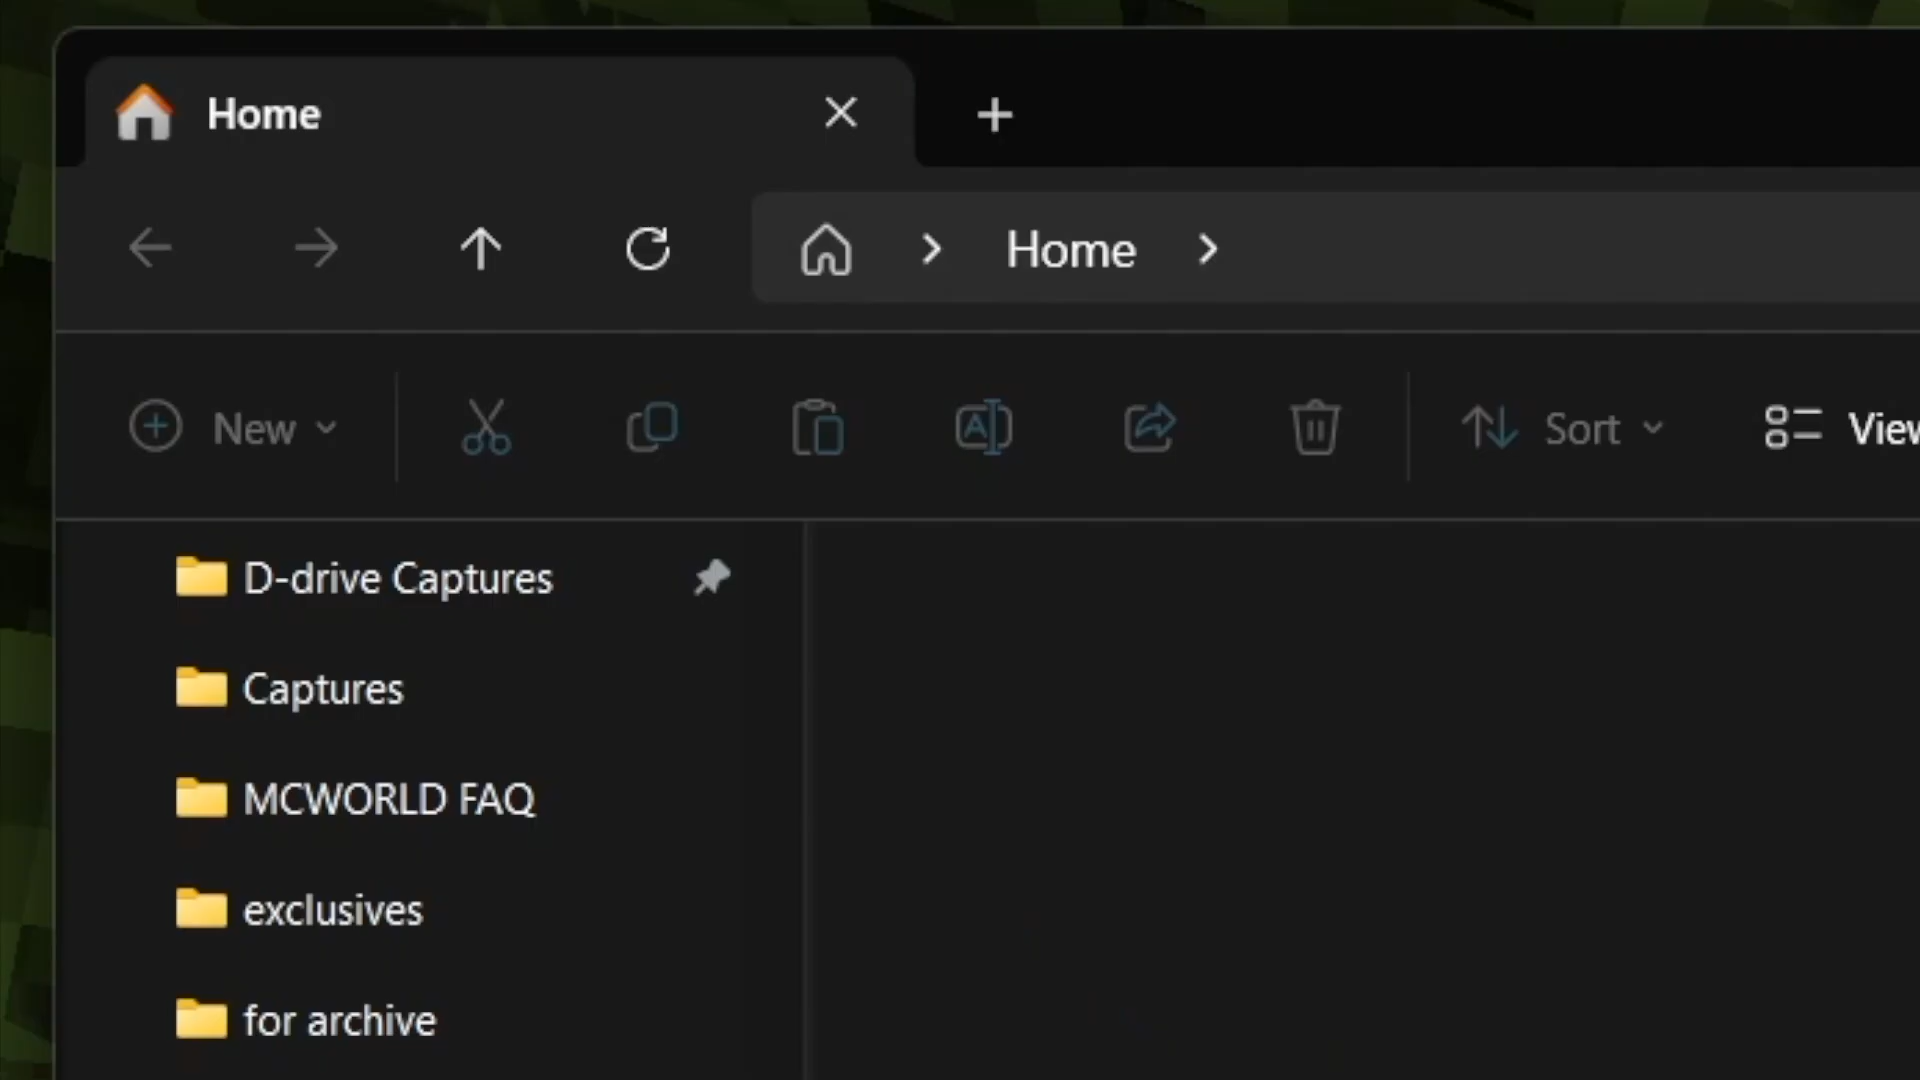 Home
Home
New
Sort
View
D-drive Captures
Captures
MCWORLD FAQ
exclusives
for archive